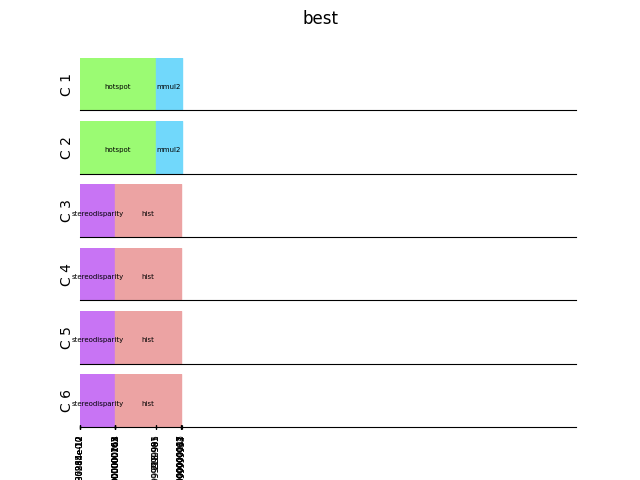 best
C 1
hotspot
mmul2
C 2
hotspot
mmul2
C 3
stereodisparity
hist
C 4
stereodisparity
hist
C 5
stereodisparity
hist
C 6
stereodisparity
hist